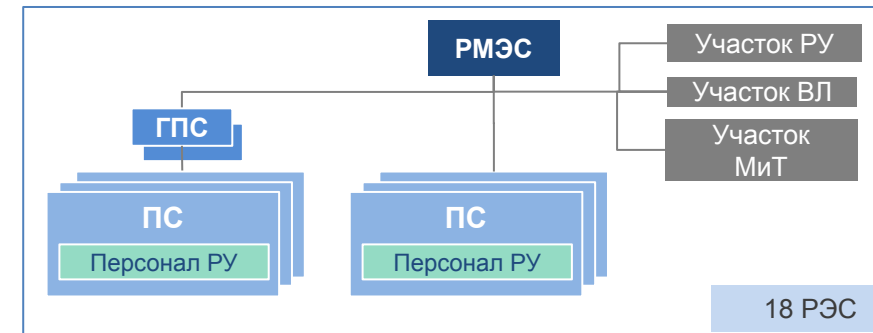 РМЭС
Участок РУ
Участок ВЛ
Участок
МиТ
ГПС
ПС
Персонал РУ
ПС
Персонал РУ
18 РЭС